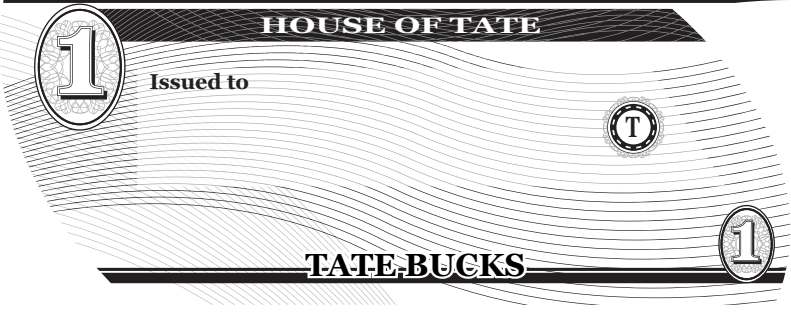 HOUSE OF TATE
1
Issued to
T
1
TATE BUCKS